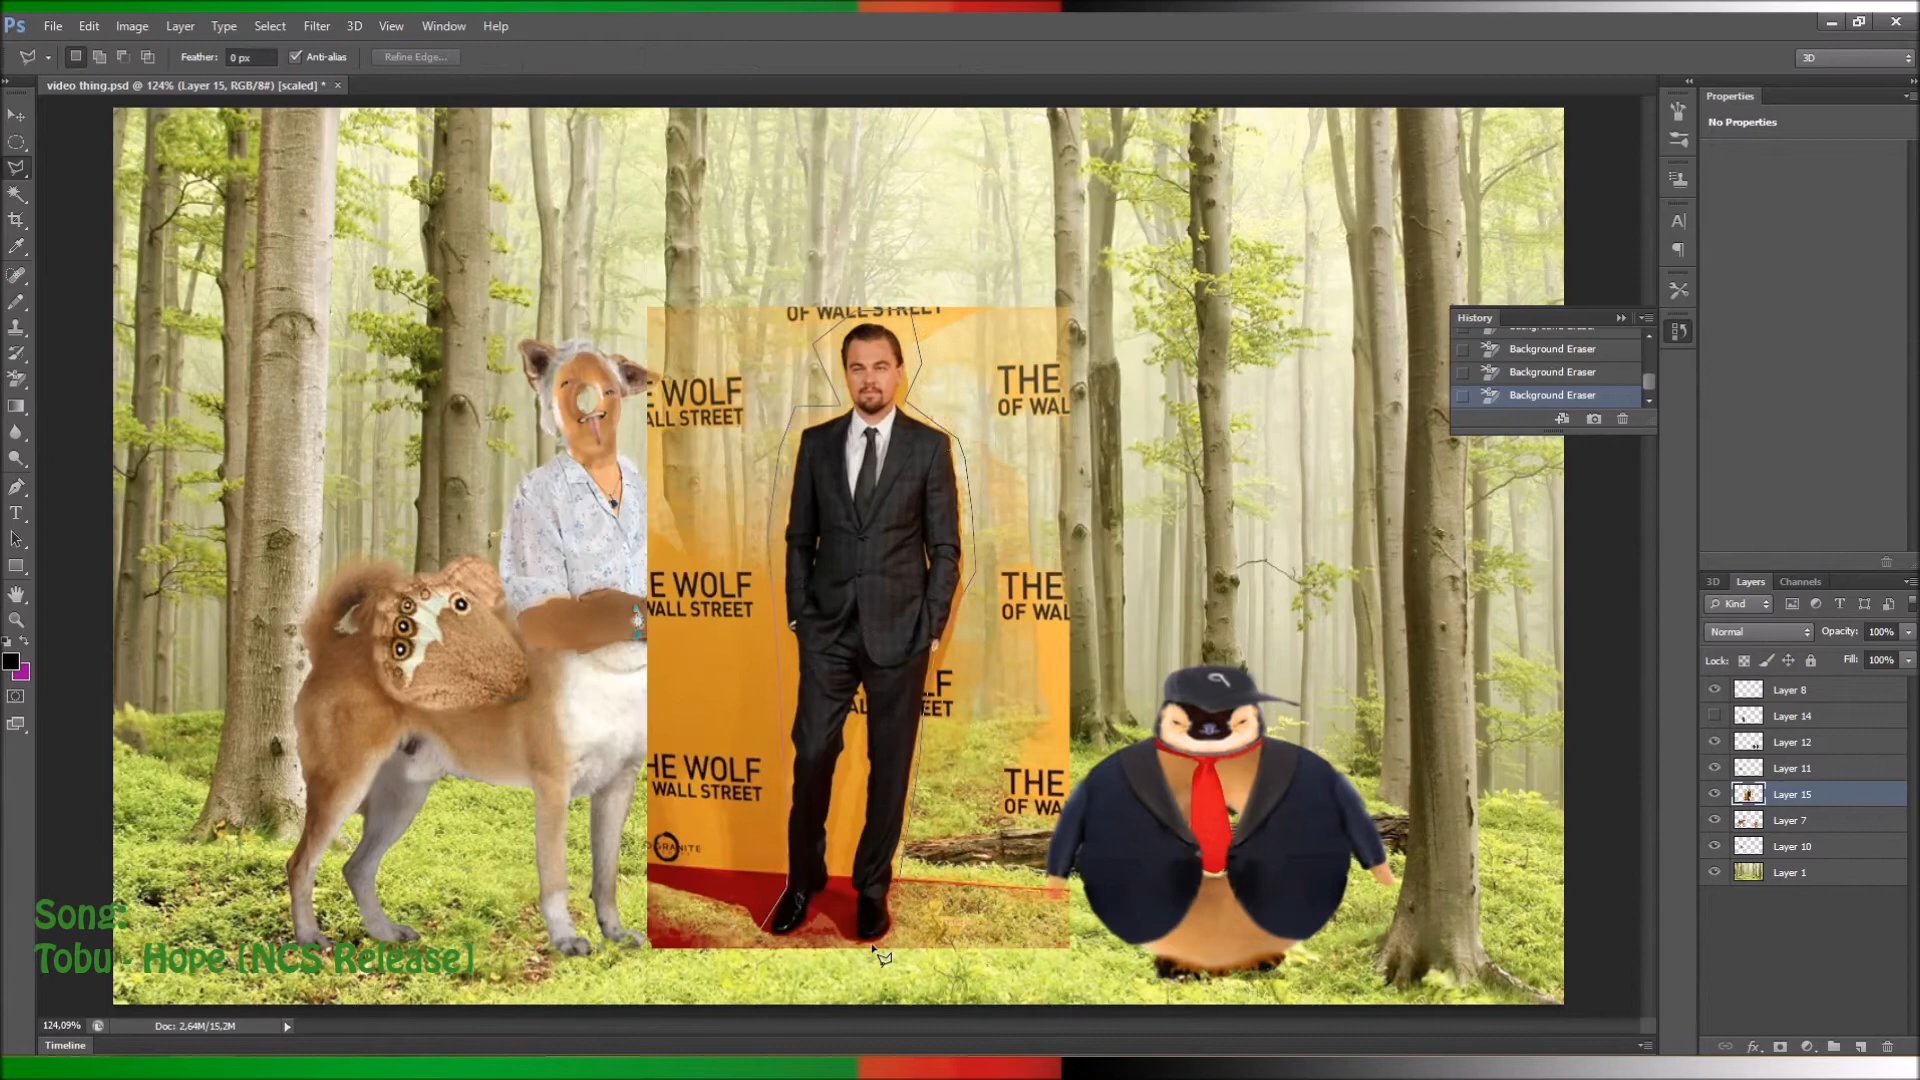 Ps File Edit Image Layer Type Select Filter 3D View Window Help
Feather: 0 px Anti-alias Refine Edge... 3D
video thing.psd @ 124% (Layer 15, RGB/8#) [scaled] * ×
Properties
No Properties
OF WALL STREET
History
Background Eraser
Background Eraser
Background Eraser
E WOLF
ALL STREET
THE
OF WAL
E WOLF
WALL STREET
THE
OF WAL
LF
WALL STREET
HE WOLF
WALL STREET
THE
OF WA
GRANITE
3D Layers Channels
Kind
Normal Opacity: 100%
Lock: Fill: 100%
Layer 8
Layer 14
Layer 12
Layer 11
Layer 15
Layer 7
Layer 10
Layer 1
Song:
Tobu - Hope [NCS Release]
124,09% Doc: 2,64M/15,2M
Timeline